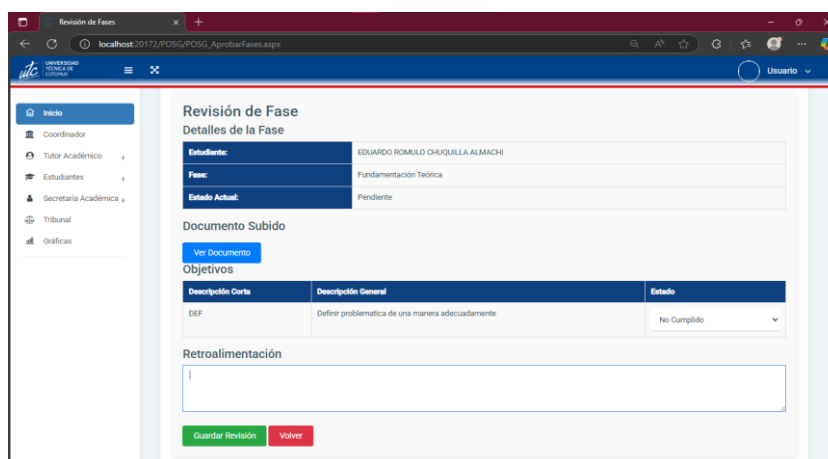 Revisión de Fases
localhost:20172/POSG/POSG_AprobarFases.aspx
utc UNIVERSIDAD
TÉCNICA DE
COTOPAXI
Usuario
Inicio
Coordinador
Tutor Académico
Estudiantes
Secretaría Académica
Tribunal
Gráficas
Revisión de Fase
Detalles de la Fase
Estudiante: EDUARDO ROMULO CHUQUILLA ALMACHI
Fase: Fundamentación Teórica
Estado Actual: Pendiente
Documento Subido
Ver Documento
Objetivos
Descripción Corta Descripción General Estado
DEF Definir problematica de una manera adecuadamente No Cumplido
Retroalimentación
Guardar Revisión Volver